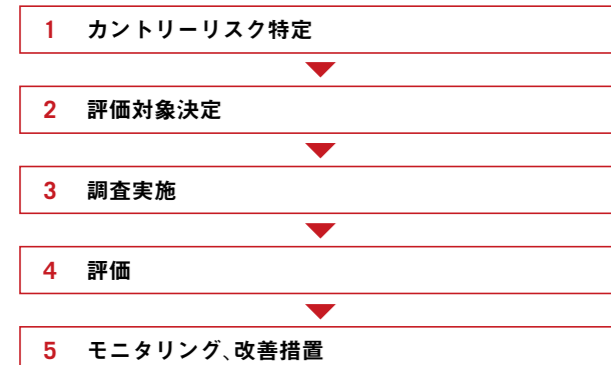 1 カントリーリスク特定
2 評価対象決定
3 調査実施
4 評価
5 モニタリング、改善措置